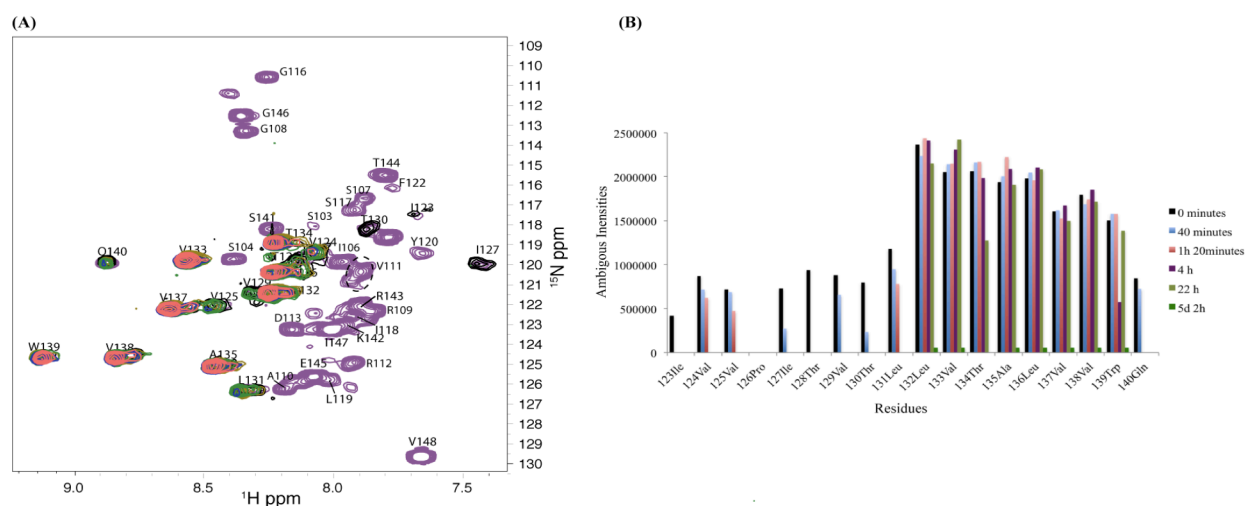 (A)
G116
G146
G108
T144
F122
S107
S117
I123
S103
T130
S141
T134
V124
Y120
S104
I106
I127
Q140
V133
V111
V129
V137
V125
132
R143
R109
D113
I118
K142
I147
W139
V138
A135
E145
R112
A110
L119
L131
V148
109
110
111
112
113
114
115
116
117
118
119
120
121
122
123
124
125
126
127
128
129
130
¹⁵N ppm
9.0 8.5 8.0 7.5
¹H ppm
(B)
2500000
2000000
1500000
1000000
500000
0
Ambigous Inensities
123Ile 124Val 125Val 126Pro 127Ile 128Thr 129Val 130Thr 131Leu 132Leu 133Val 134Thr 135Ala 136Leu 137Val 138Val 139Trp 140Gln
Residues
0 minutes
40 minutes
1h 20minutes
4 h
22 h
5d 2h